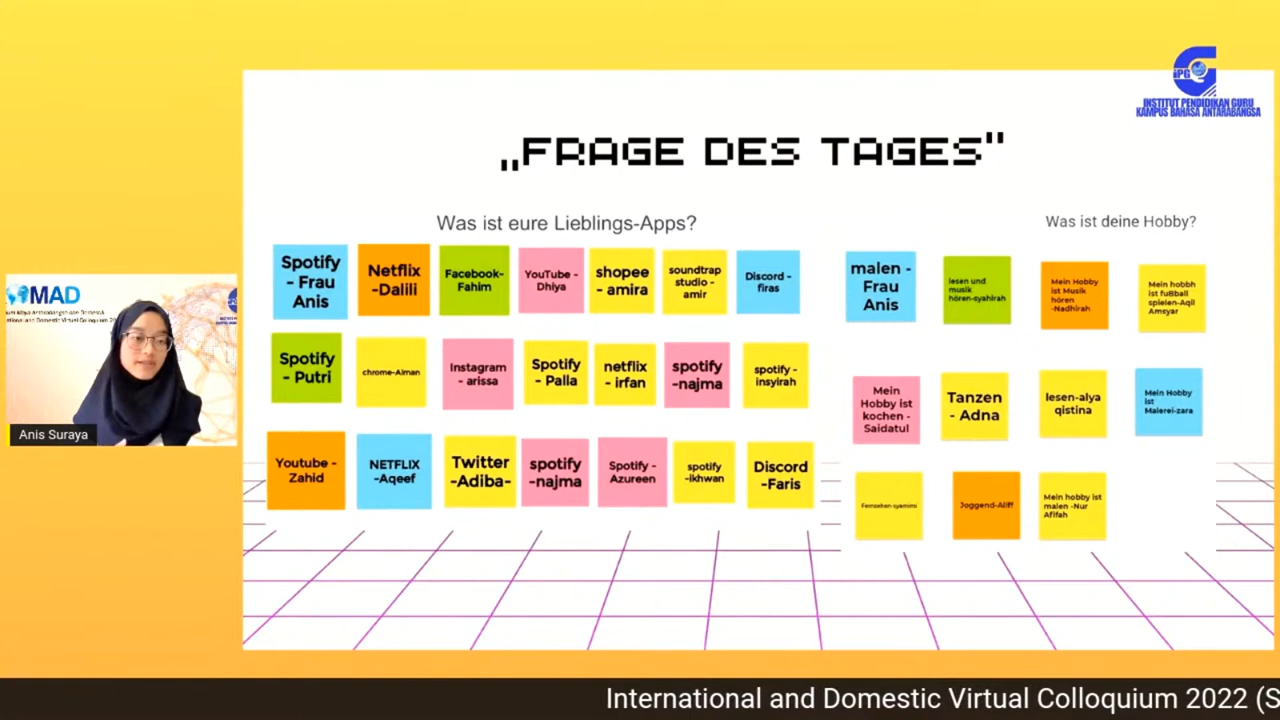 INSTITUT PENDIDIKAN GURU
KAMPUS BAHASA ANTARABANGSA
„FRAGE DES TAGES"
Was ist eure Lieblings-Apps?
Spotify
- Frau
Anis
Netflix
-Dalili
Facebook-
Fahim
YouTube -
Dhiya
shopee
- amira
soundtrap
studio -
amir
Discord -
firas
Spotify
- Putri
chrome-Aiman
Instagram
- arissa
Spotify
- Palla
netflix
- irfan
spotify
-najma
spotify -
insyirah
Youtube -
Zahid
NETFLIX
-Aqeef
Twitter
-Adiba-
spotify
-najma
Spotify -
Azureen
spotify
-ikhwan
Discord
-Faris
Was ist deine Hobby?
malen -
Frau
Anis
lesen und
musik
hören-syahirah
Mein Hobby
ist Musik
hören
-Nadhirah
Mein hobbh
ist fußball
spielen-Aqil
Amsyar
Mein
Hobby ist
kochen -
Saidatul
Tanzen
- Adna
lesen-alya
qistina
Mein Hobby
ist
Malerei-zara
Fernsehen-syamimi
Joggend-Aliff
Mein hobby ist
malen -Nur
Afifah
MAD
Anis Suraya
International and Domestic Virtual Colloquium 2022 (S